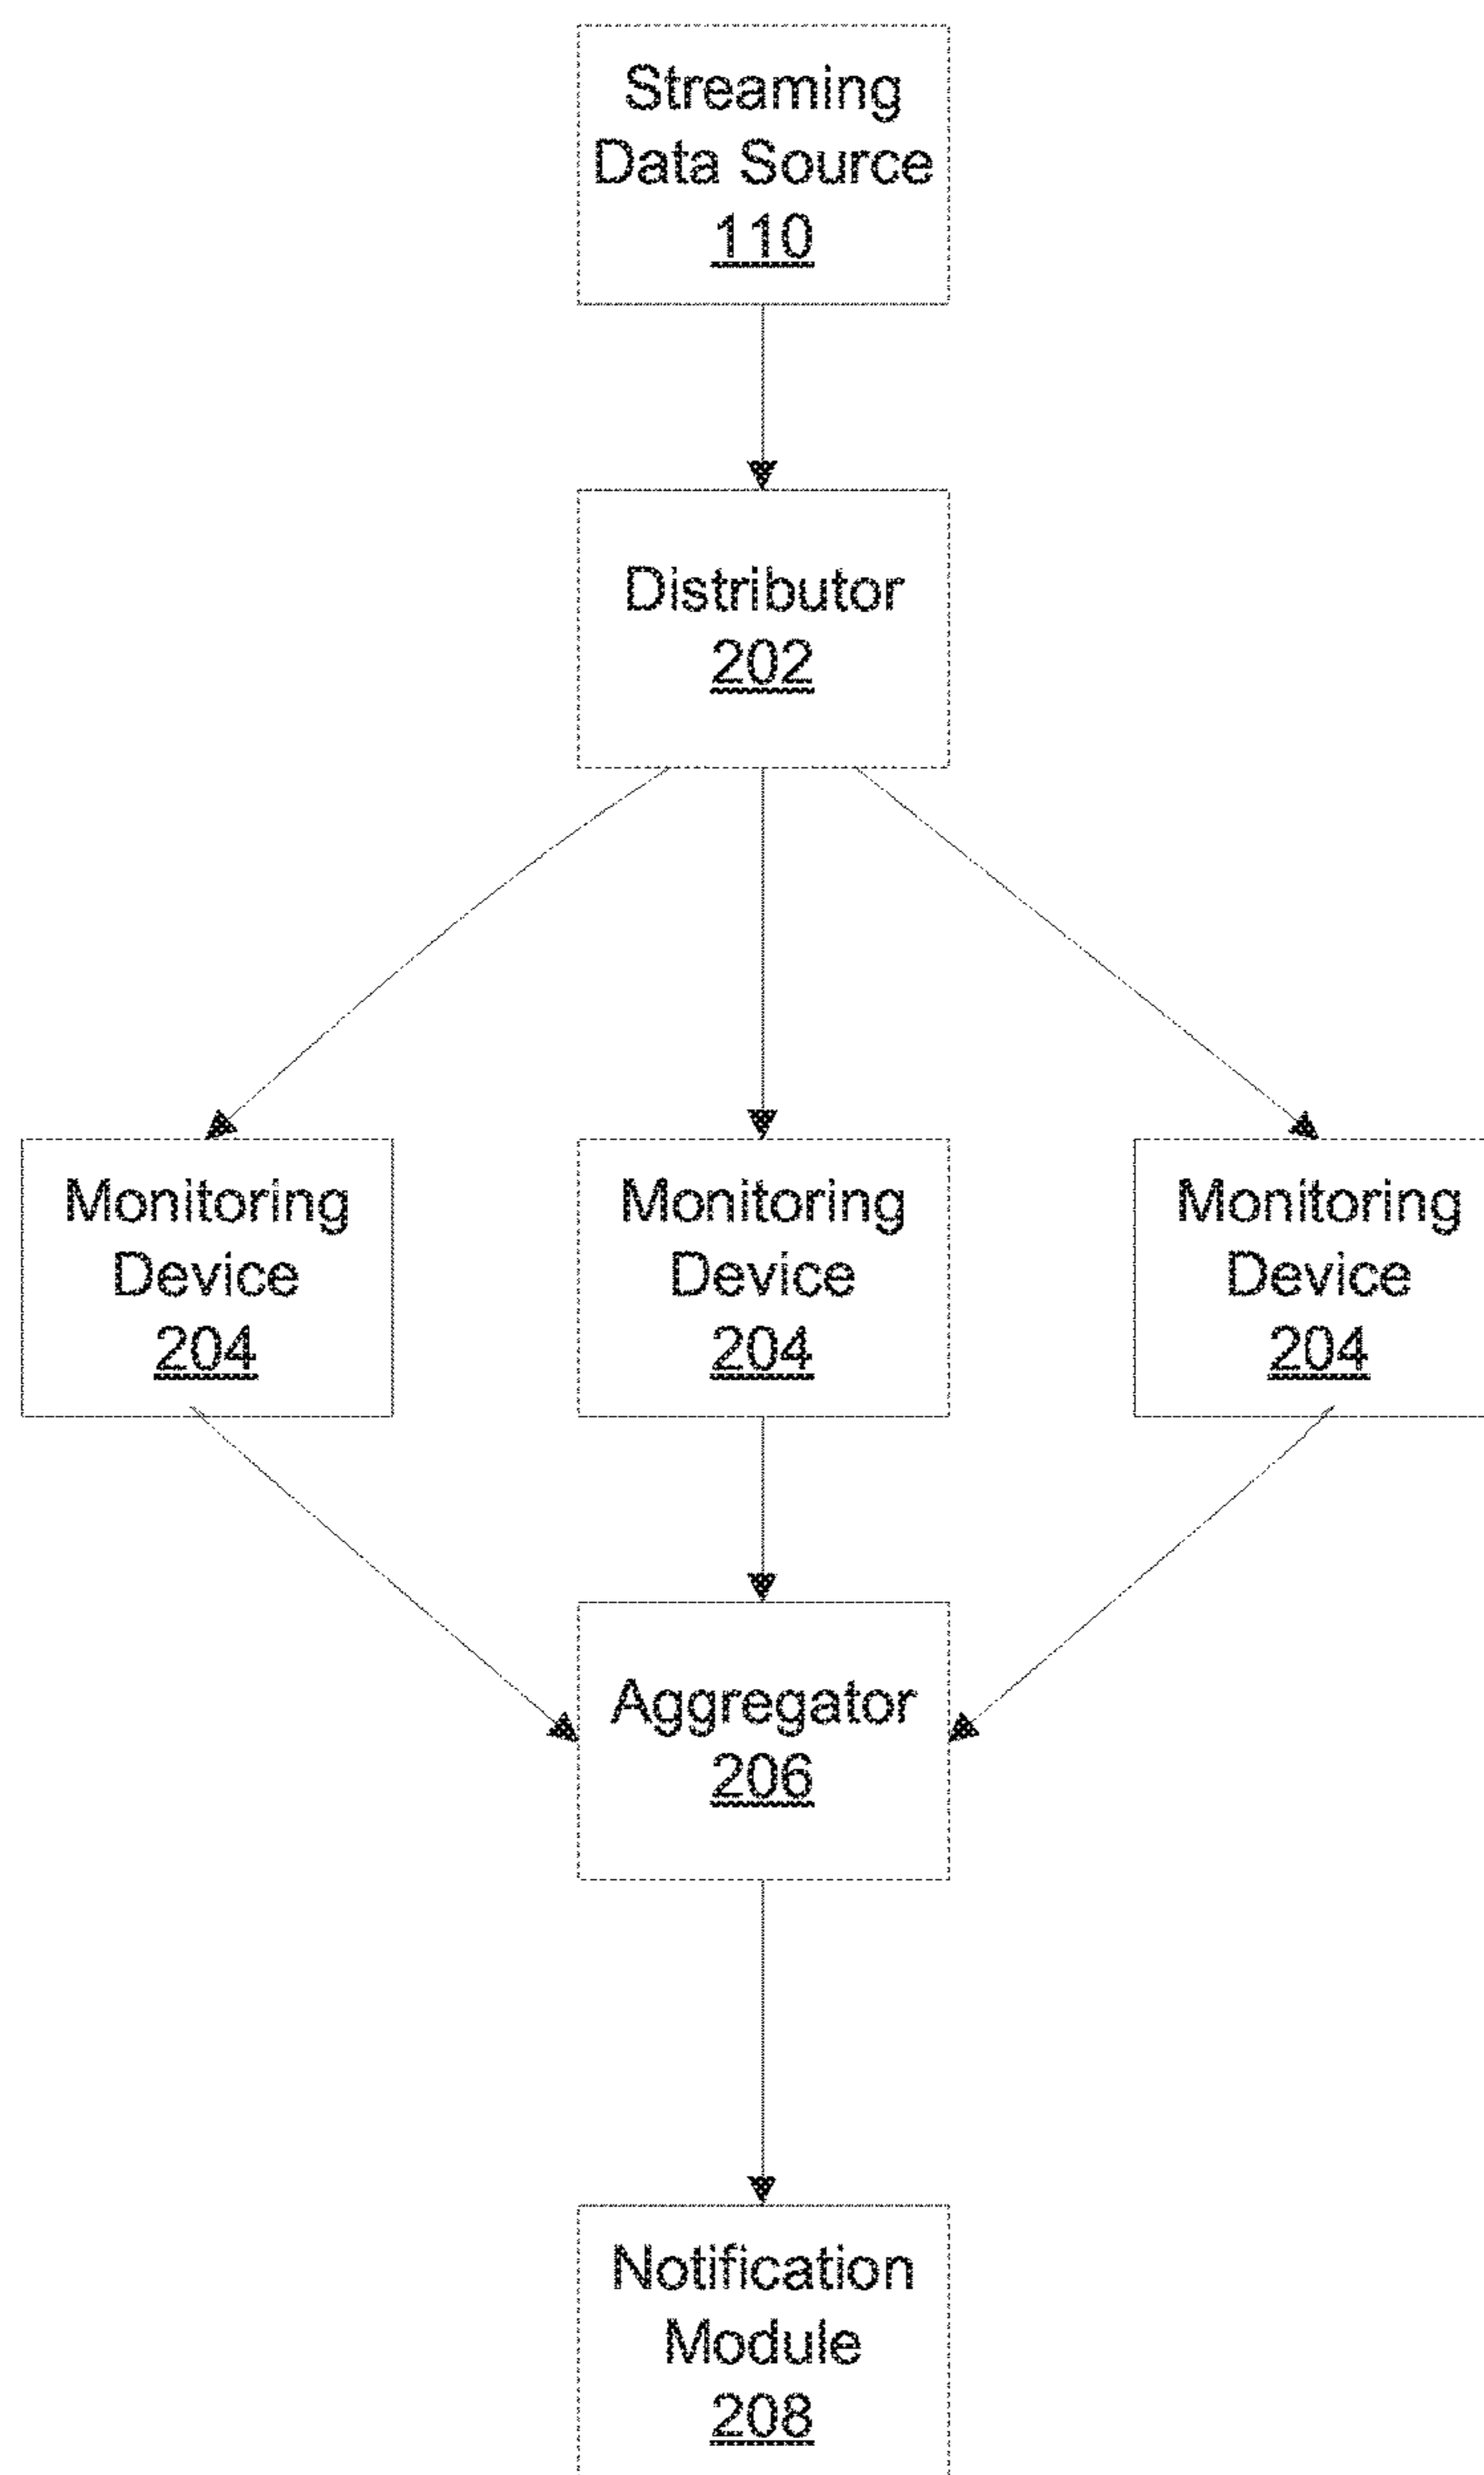 Streaming
Data Source
110
Distributor
202
Monitoring
Device
204
Monitoring
Device
204
Monitoring
Device
204
Aggregator
206
Notification
Module
208